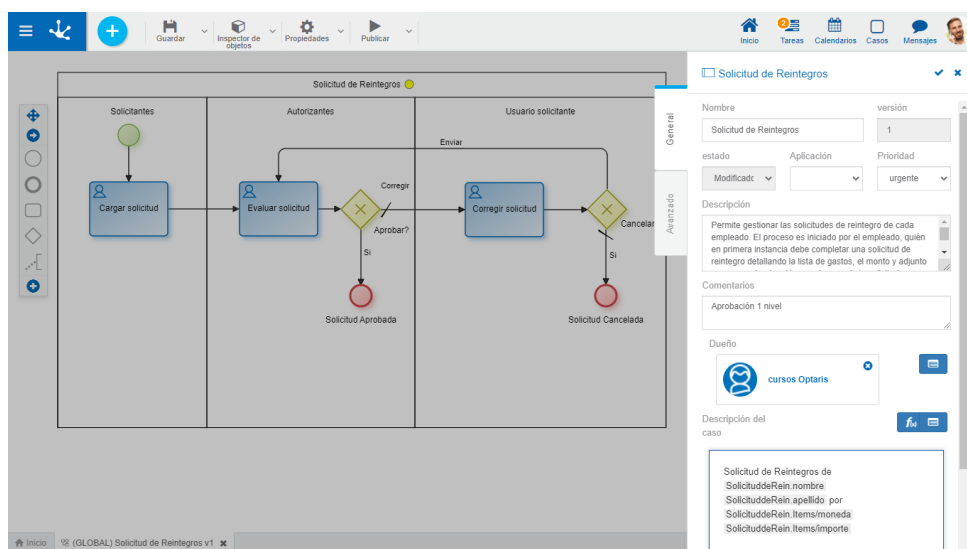 Guardar
Inspector de
objetos
Propiedades
Publicar
Inicio
2
Tareas
Calendarios
Casos
Mensajes
Solicitud de Reintegros
Solicitantes
Autorizantes
Usuario solicitante
Enviar
Cargar solicitud
Evaluar solicitud
Corregir
Aprobar?
Si
Corregir solicitud
Cancelar
Si
Solicitud Aprobada
Solicitud Cancelada
General
Avanzado
Solicitud de Reintegros
Nombre
versión
Solicitud de Reintegros
1
estado
Aplicación
Prioridad
Modificadc
urgente
Descripción
Permite gestionar las solicitudes de reintegro de cada
empleado. El proceso es iniciado por el empleado, quién
en primera instancia debe completar una solicitud de
reintegro detallando la lista de gastos, el monto y adjunto
Comentarios
Aprobación 1 nivel
Dueño
cursos Optaris
Descripción del
caso
f(x)
Solicitud de Reintegros de
SolicituddeRein.nombre
SolicituddeRein.apellido por
SolicituddeRein.Items/moneda
SolicituddeRein.Items/importe
Inicio
(GLOBAL) Solicitud de Reintegros v1